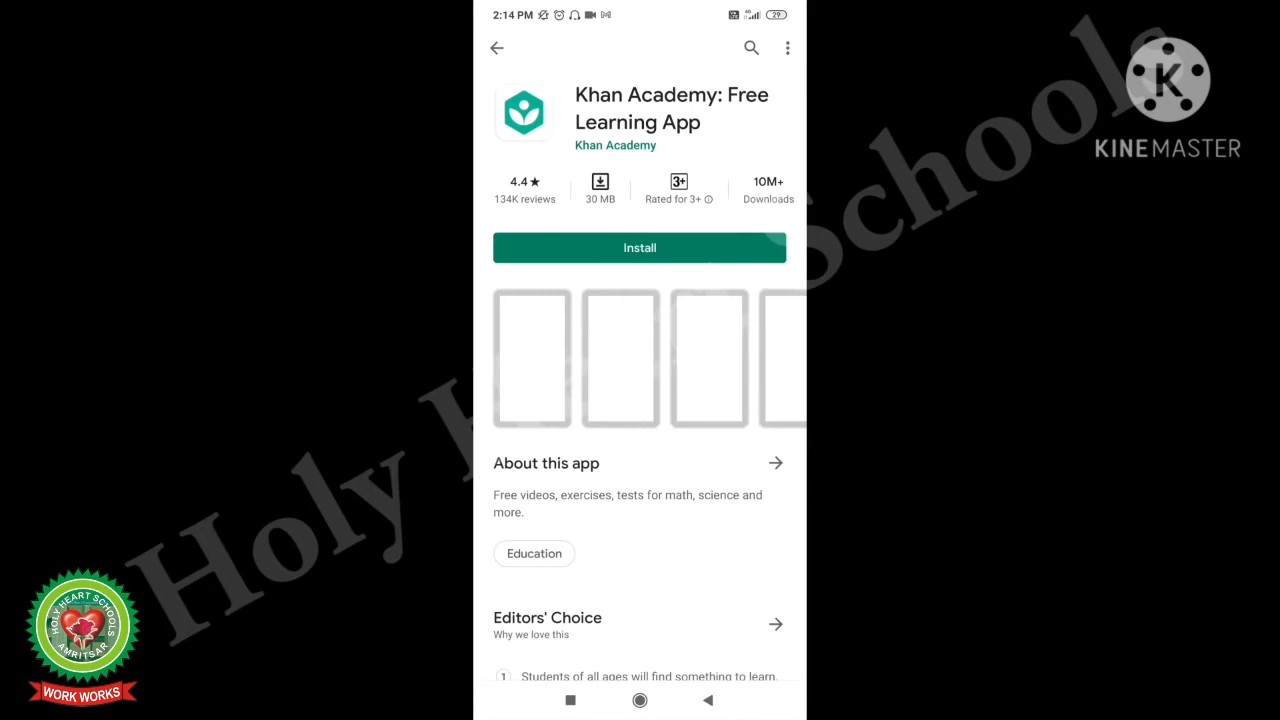 2:14 PM
4G
29
Khan Academy: Free
Learning App
Khan Academy
4.4★
134K reviews
30 MB
3+
Rated for 3+
10M+
Downloads
Install
About this app
Free videos, exercises, tests for math, science and
more.
Education
Editors' Choice
Why we love this
1 Students of all ages will find something to learn.
K
KINEMASTER
Holy H Schools
HOLY HEART SCHOOLS
AMRITSAR
WORK WORKS